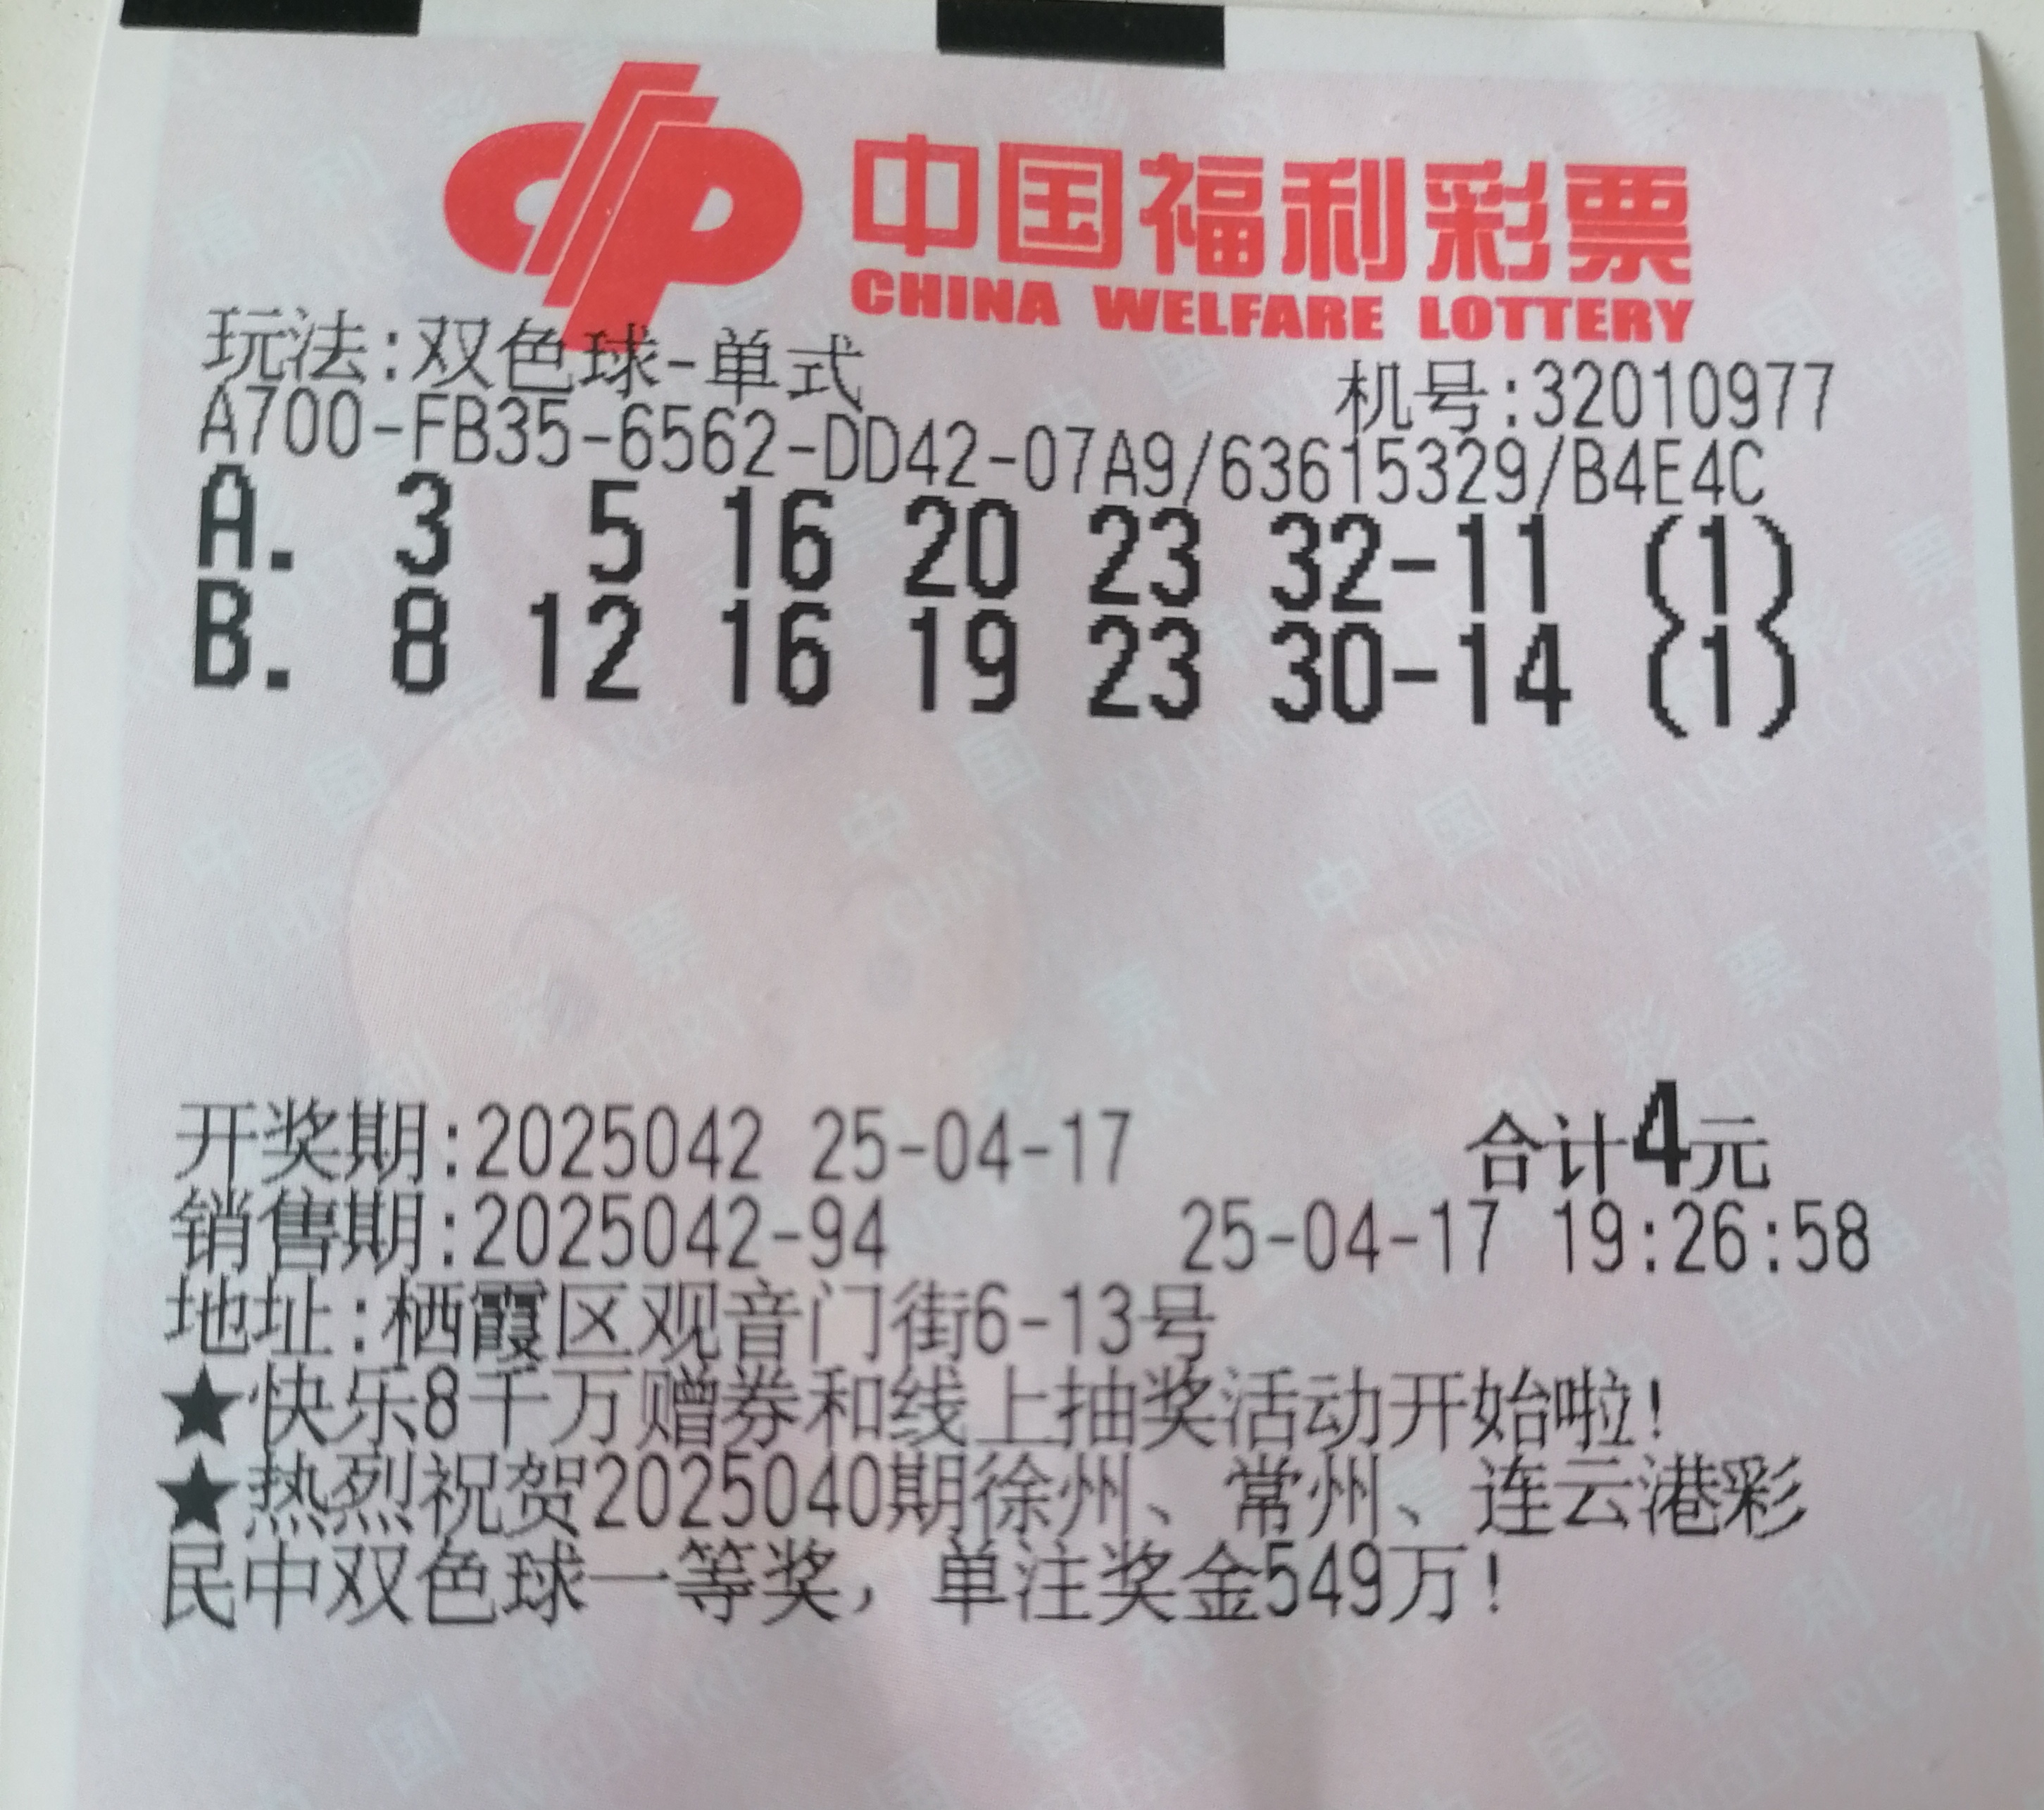 中国福利彩票
CHINA WELFARE LOTTERY
玩法:双色球-单式 机号:32010977
A700-FB35-6562-DD42-07A9/63615329/B4E4C
A. 3 5 16 20 23 32-11 (1)
B. 8 12 16 19 23 30-14 (1)
开奖期:2025042 25-04-17 合计4元
销售期:2025042-94 25-04-17 19:26:58
地址:栖霞区观音门街6-13号
★快乐8千万赠券和线上抽奖活动开始啦!
★热烈祝贺2025040期徐州、常州、连云港彩
民中双色球一等奖,单注奖金549万!